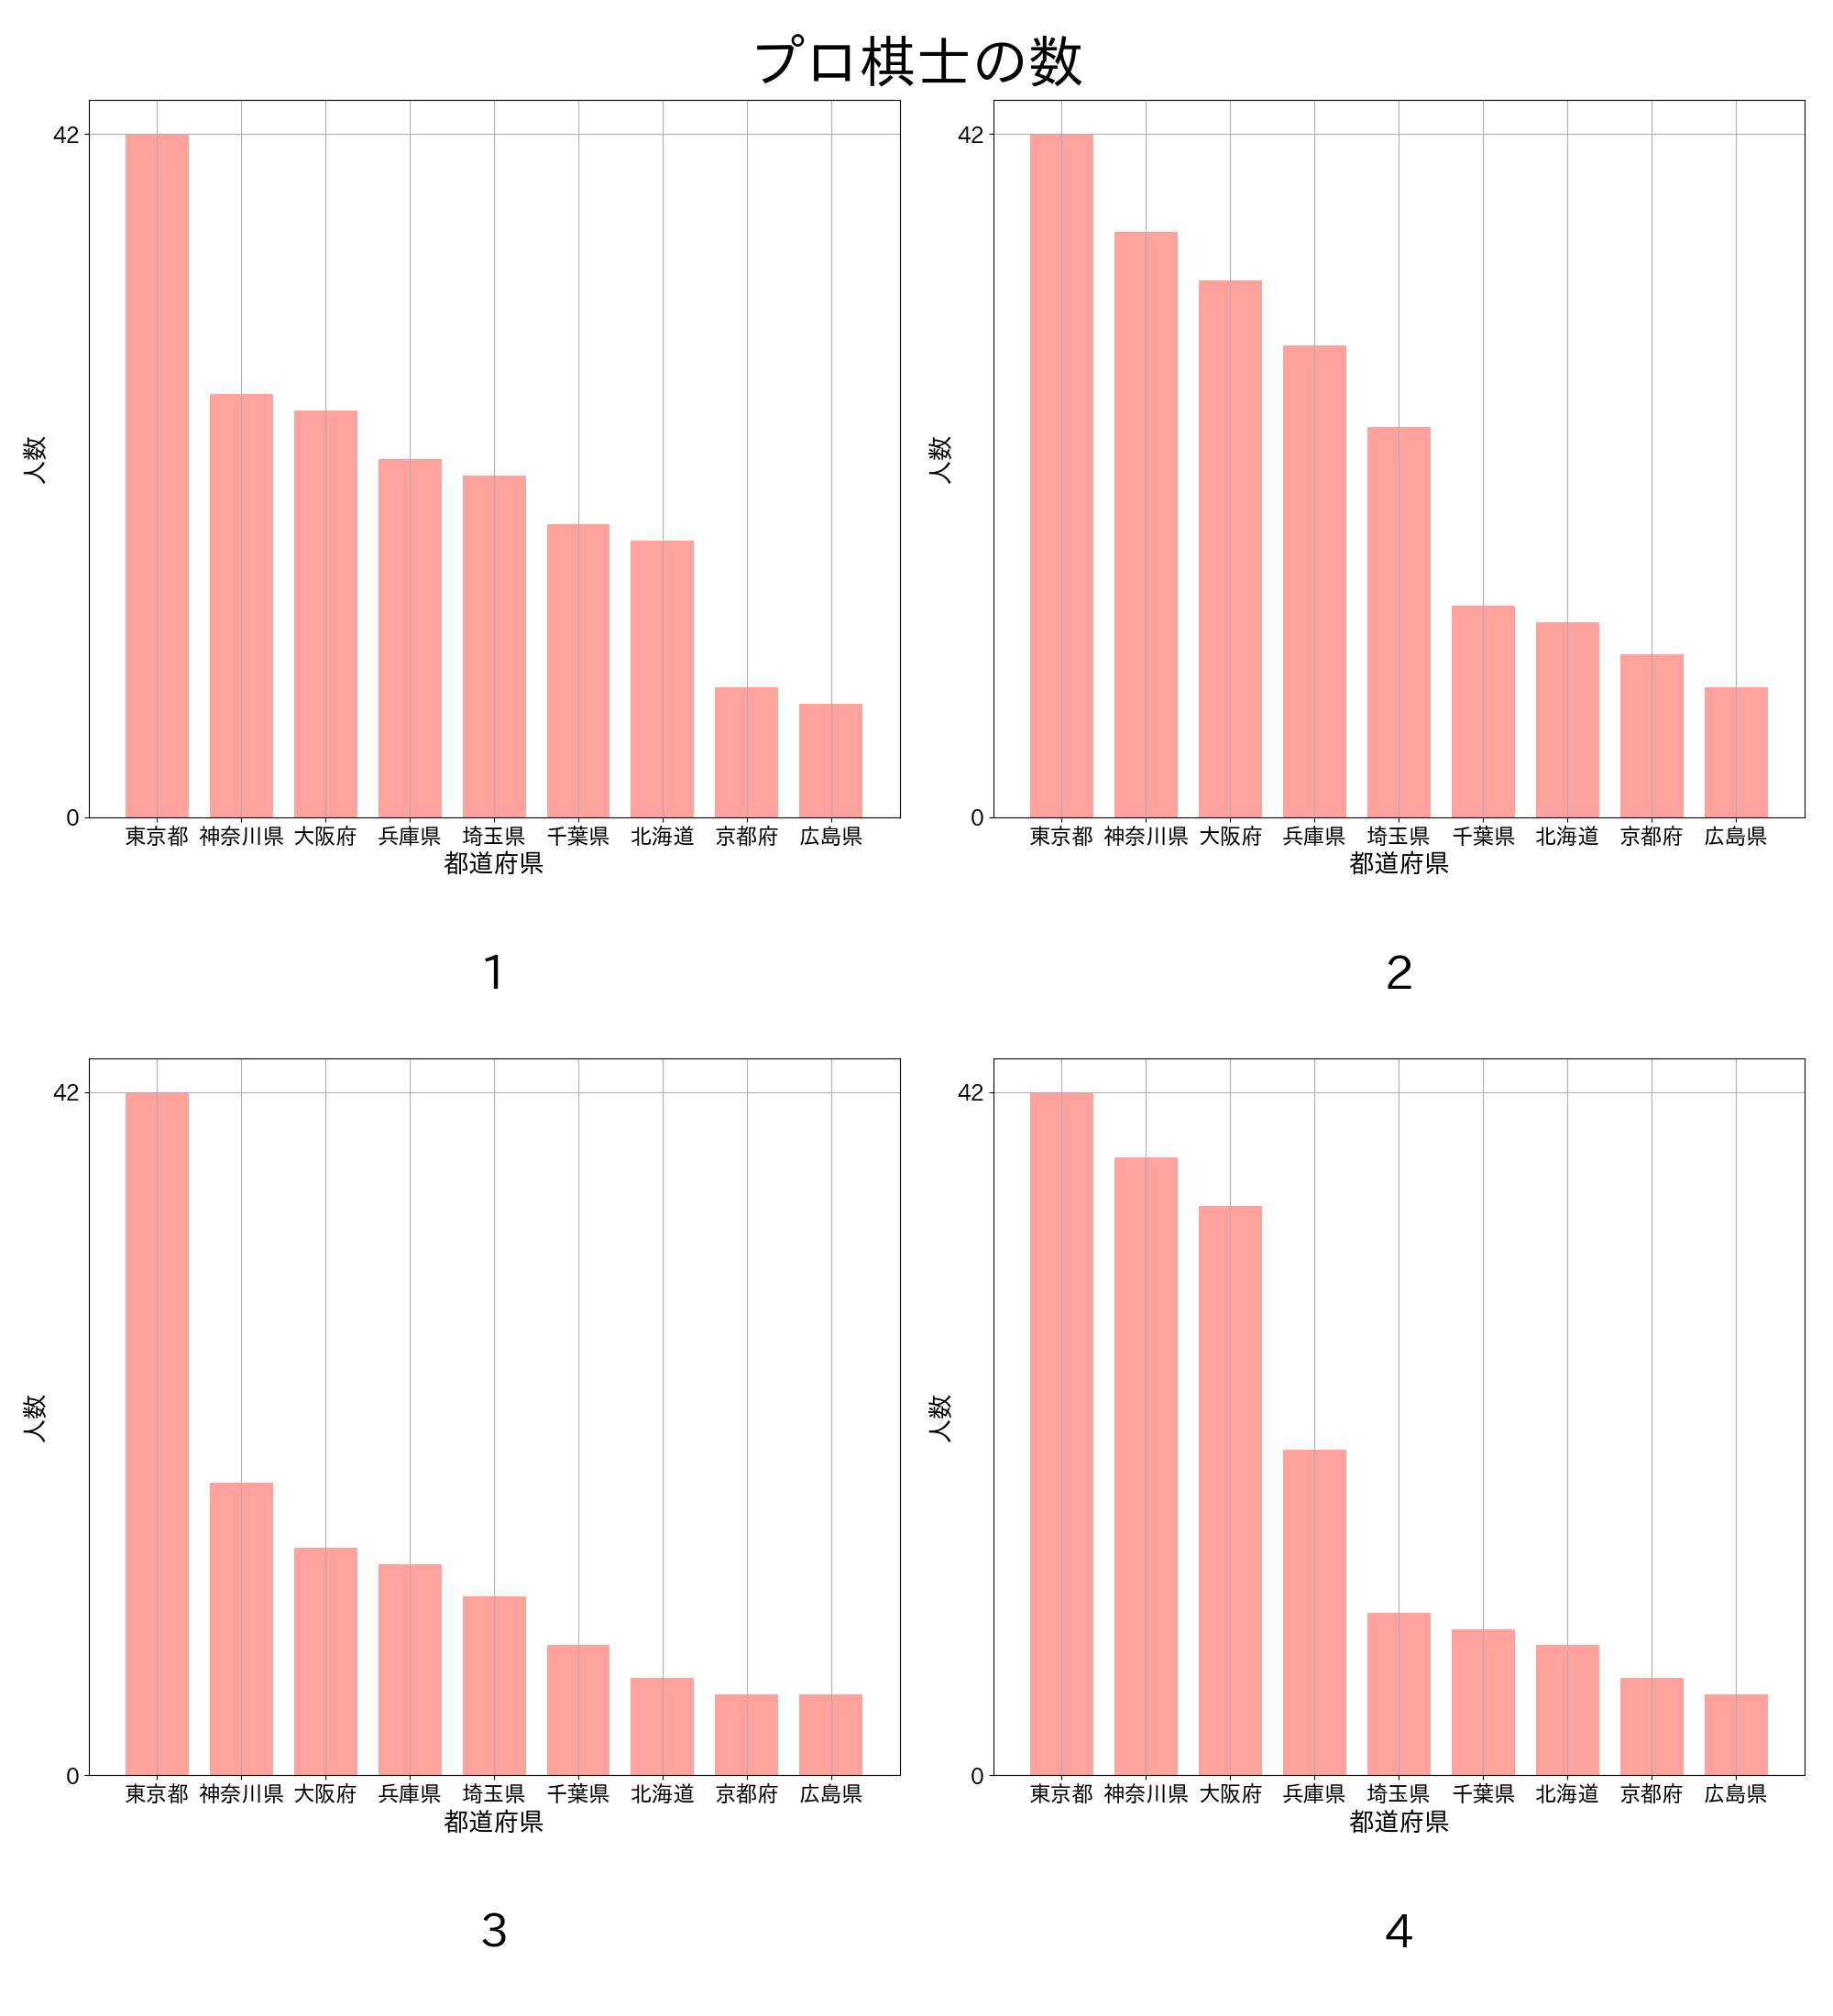 プロ棋士の数
42
人数
0
東京都 神奈川県 大阪府 兵庫県 埼玉県 千葉県 北海道 京都府 広島県
都道府県
1
42
人数
0
東京都 神奈川県 大阪府 兵庫県 埼玉県 千葉県 北海道 京都府 広島県
都道府県
2
42
人数
0
東京都 神奈川県 大阪府 兵庫県 埼玉県 千葉県 北海道 京都府 広島県
都道府県
3
42
人数
0
東京都 神奈川県 大阪府 兵庫県 埼玉県 千葉県 北海道 京都府 広島県
都道府県
4